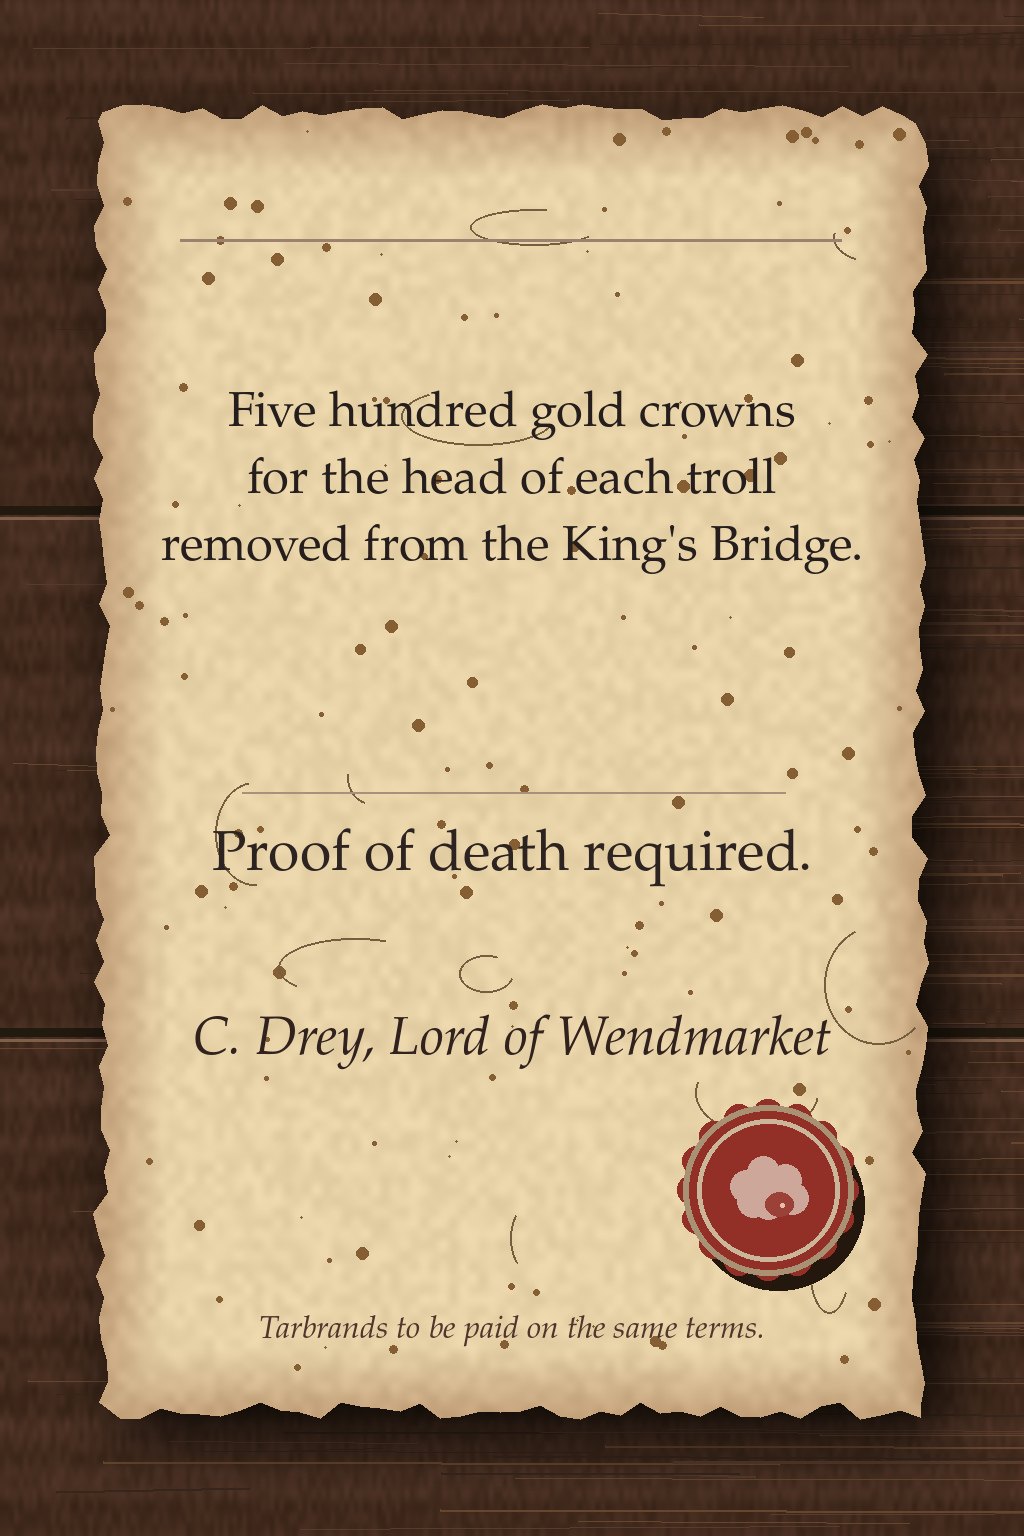 Five hundred gold crowns
for the head of each troll
removed from the King's Bridge.
Proof of death required.
C. Drey, Lord of Wendmarket
Tarbrands to be paid on the same terms.